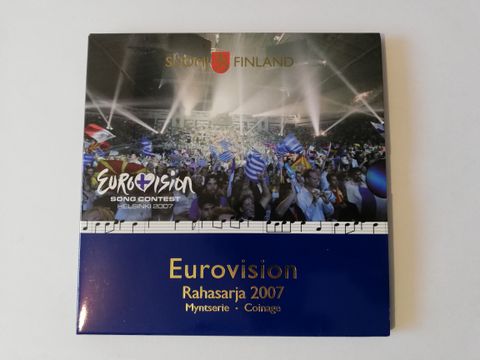 SUOMI FINLAND
EUROVISION
SONG CONTEST
HELSINKI 2007
Eurovision
Rahasarja 2007
Myntserie · Coinage